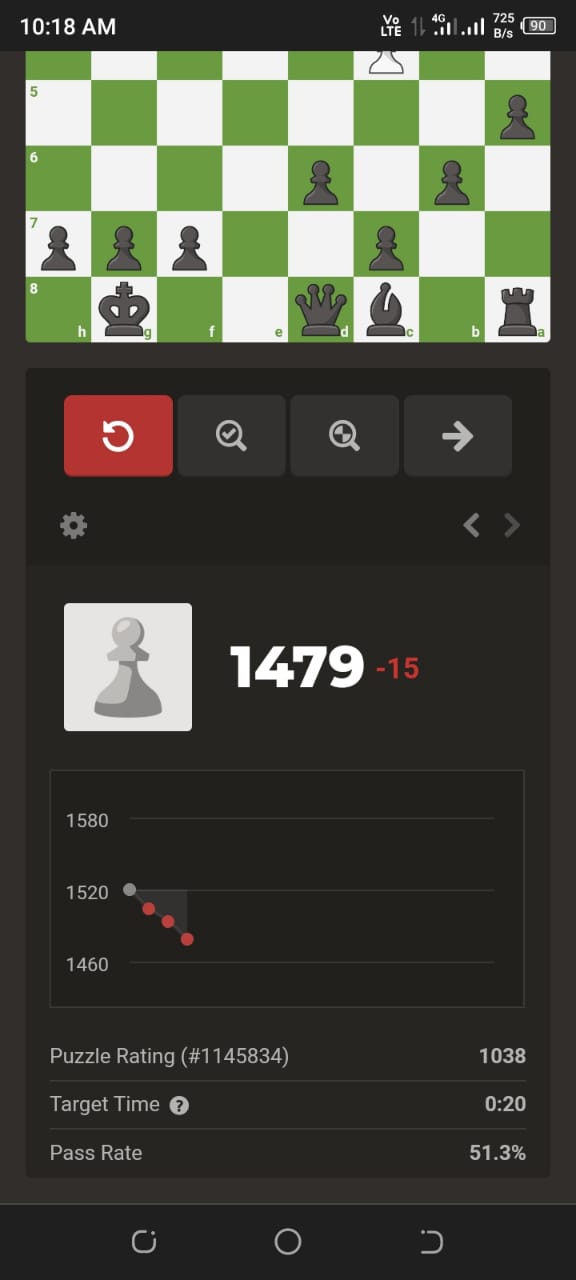 10:18 AM Vo LTE 4G 725 B/s 90
5
6
7
8 h g f e d c b a
1479 -15
1580
1520
1460
Puzzle Rating (#1145834) 1038
Target Time ? 0:20
Pass Rate 51.3%